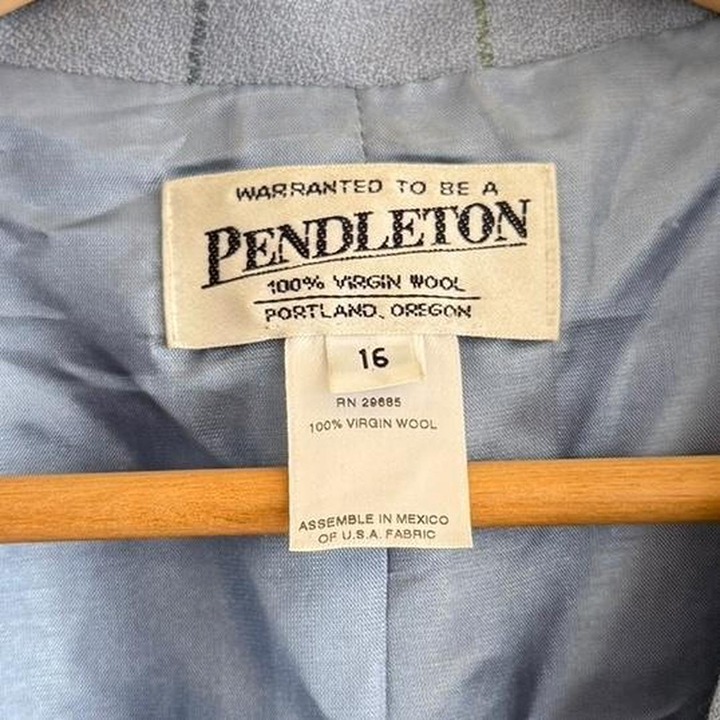 WARRANTED TO BE A
PENDLETON
100% VIRGIN WOOL
PORTLAND, OREGON
16
RN 29685
100% VIRGIN WOOL
ASSEMBLE IN MEXICO
OF U.S.A. FABRIC